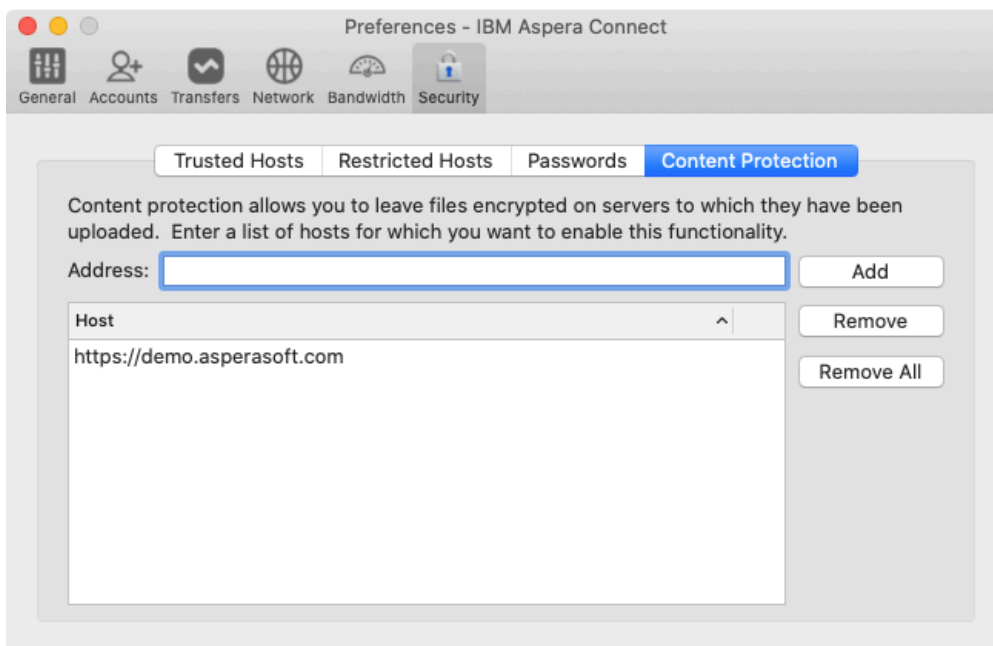 Preferences - IBM Aspera Connect
General Accounts Transfers Network Bandwidth Security
Trusted Hosts Restricted Hosts Passwords Content Protection
Content protection allows you to leave files encrypted on servers to which they have been
uploaded.  Enter a list of hosts for which you want to enable this functionality.
Address: Add
Host Remove
https://demo.asperasoft.com
Remove All